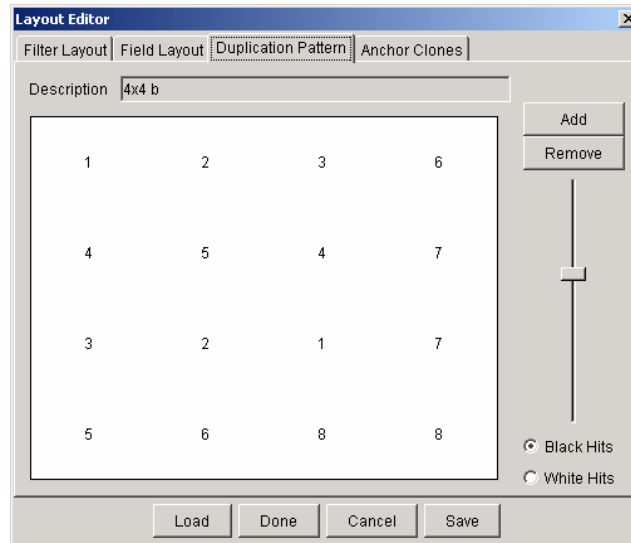 Layout Editor
Filter Layout Field Layout Duplication Pattern Anchor Clones
Description 4x4 b
Add
Remove
1 2 3 6
4 5 4 7
3 2 1 7
5 6 8 8
Black Hits
White Hits
Load Done Cancel Save